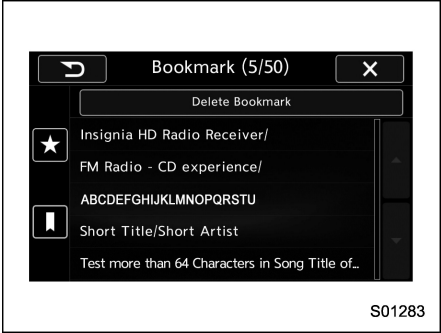 Bookmark (5/50)
Delete Bookmark
Insignia HD Radio Receiver/
FM Radio - CD experience/
ABCDEFGHIJKLMNOPQRSTU
Short Title/Short Artist
Test more than 64 Characters in Song Title of...
S01283